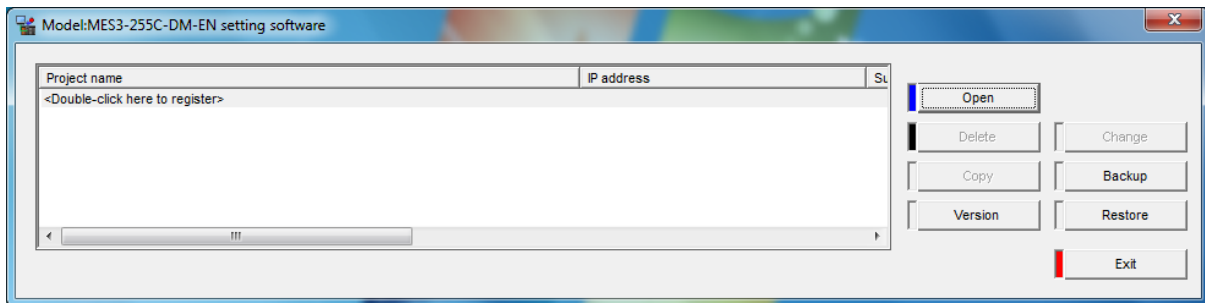 Model:MES3-255C-DM-EN setting software
Project name IP address Su
<Double-click here to register>
Open
Delete Change
Copy Backup
Version Restore
Exit